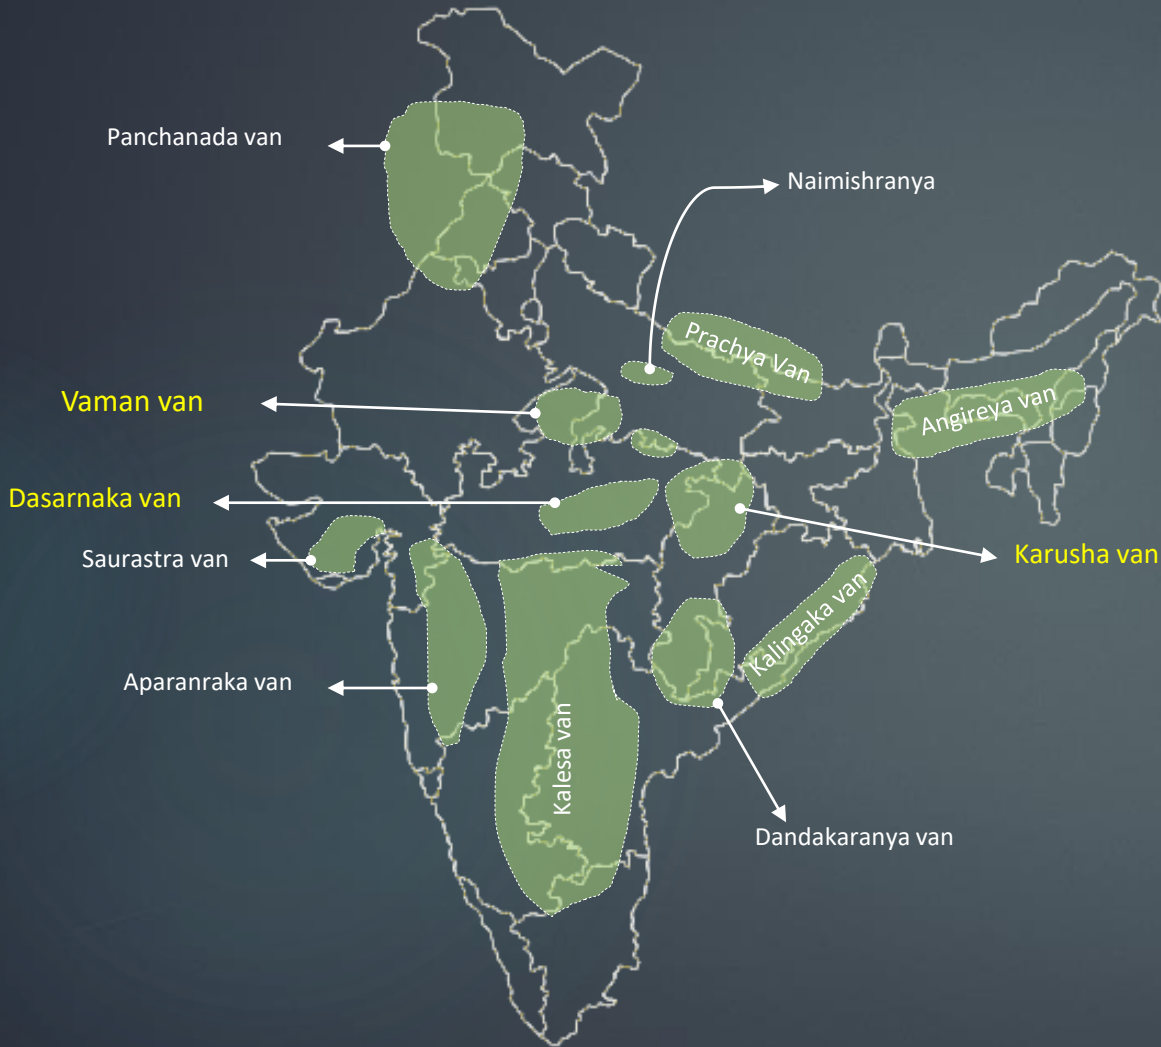 Panchanada van
Naimishranya
Prachya Van
Vaman van
Angireya van
Dasarnaka van
Saurastra van
Karusha van
Kalingaka van
Aparanraka van
Kalesa van
Dandakaranya van